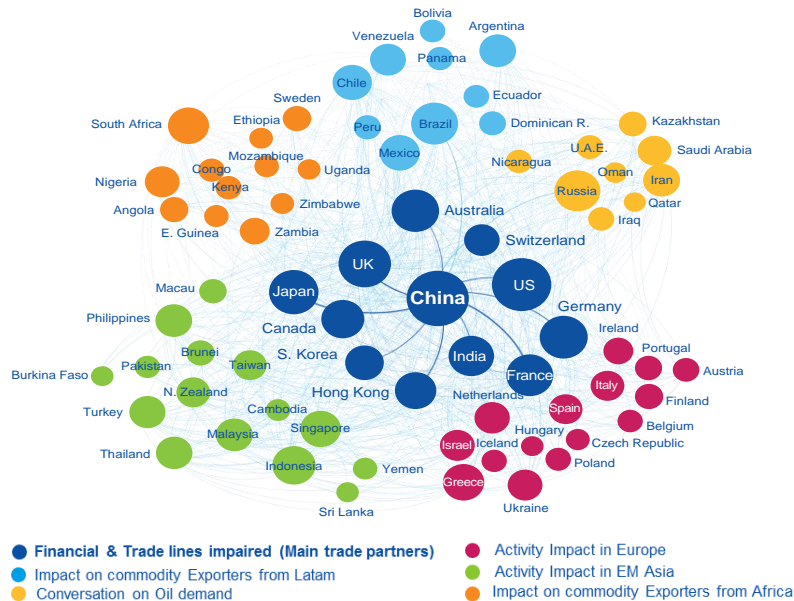 Bolivia
Argentina
Venezuela
Panama
Chile
Ecuador
Sweden
Peru
Brazil
Dominican R.
Kazakhstan
South Africa
Ethiopia
Mexico
Nicaragua
U.A.E.
Saudi Arabia
Mozambique
Congo
Uganda
Oman
Iran
Nigeria
Kenya
Russia
Qatar
Angola
Zimbabwe
Iraq
E. Guinea
Zambia
Australia
Switzerland
UK
US
Macau
Japan
China
Germany
Philippines
Canada
Ireland
S. Korea
India
Portugal
Brunei
Taiwan
Pakistan
Burkina Faso
France
Austria
N. Zealand
Hong Kong
Netherlands
Italy
Finland
Turkey
Cambodia
Spain
Belgium
Malaysia
Singapore
Hungary
Israel
Iceland
Czech Republic
Thailand
Indonesia
Yemen
Poland
Greece
Sri Lanka
Ukraine
Financial & Trade lines impaired (Main trade partners)
Impact on commodity Exporters from Latam
Conversation on Oil demand
Activity Impact in Europe
Activity Impact in EM Asia
Impact on commodity Exporters from Africa